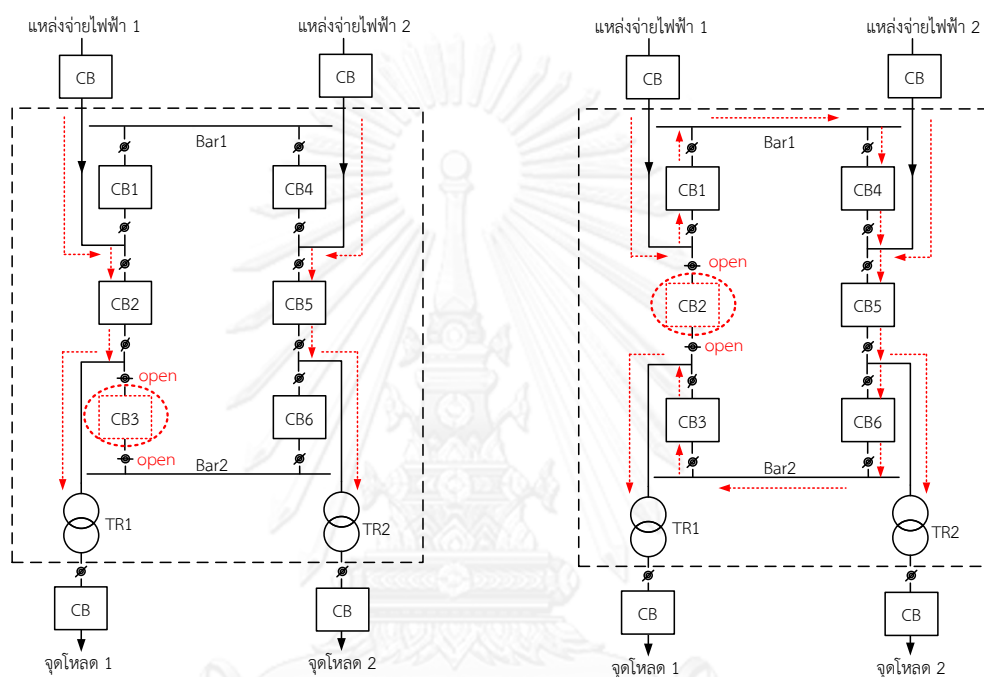 แหล่งจ่ายไฟฟ้า 1
แหล่งจ่ายไฟฟ้า 2
CB
CB
Bar1
CB1
CB4
CB2
CB5
open
CB3
CB6
open
Bar2
TR1
TR2
CB
CB
จุดโหลด 1
จุดโหลด 2
แหล่งจ่ายไฟฟ้า 1
แหล่งจ่ายไฟฟ้า 2
CB
CB
Bar1
CB1
CB4
open
CB2
CB5
open
CB3
CB6
Bar2
TR1
TR2
CB
CB
จุดโหลด 1
จุดโหลด 2